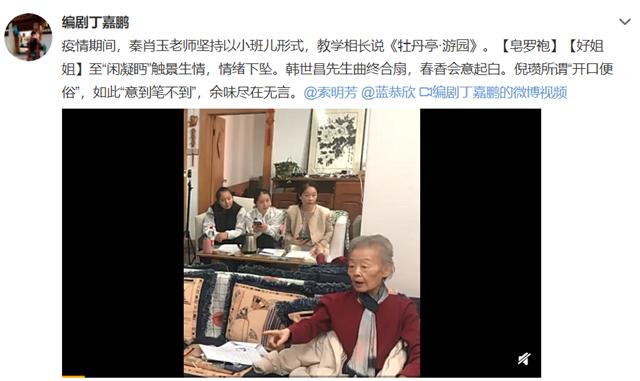 编剧丁嘉鹏
疫情期间，秦肖玉老师坚持以小班儿形式，教学相长说《牡丹亭·游园》。【皂罗袍】【好姐
姐】至“闲凝眄”触景生情，情绪下坠。韩世昌先生曲终合扇，春香会意起白。倪瓒所谓“开口便
俗”，如此“意到笔不到”，余味尽在无言。@索明芳 @蓝恭欣 编剧丁嘉鹏的微博视频